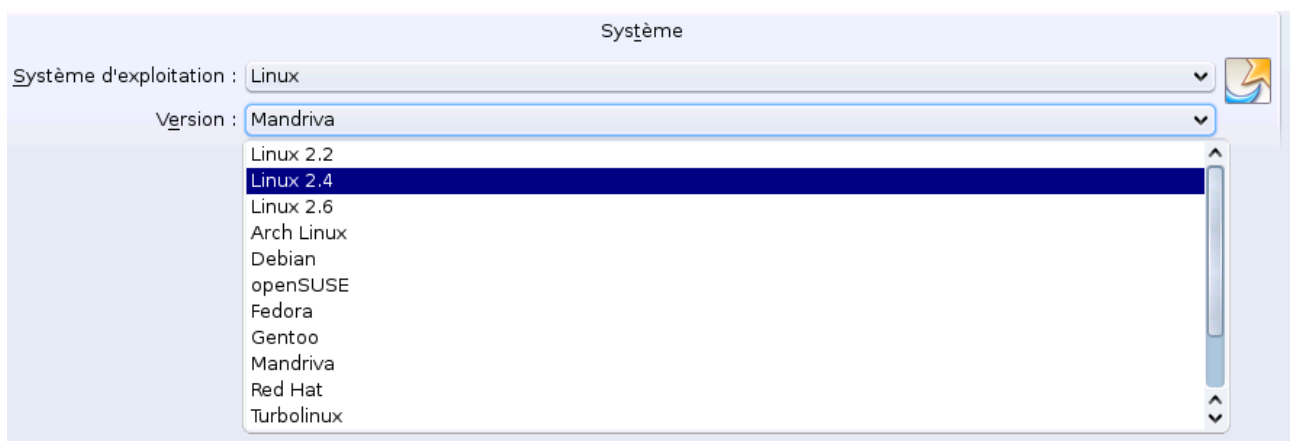 Système
Système d'exploitation : Linux
Version : Mandriva
Linux 2.2
Linux 2.4
Linux 2.6
Arch Linux
Debian
openSUSE
Fedora
Gentoo
Mandriva
Red Hat
Turbolinux